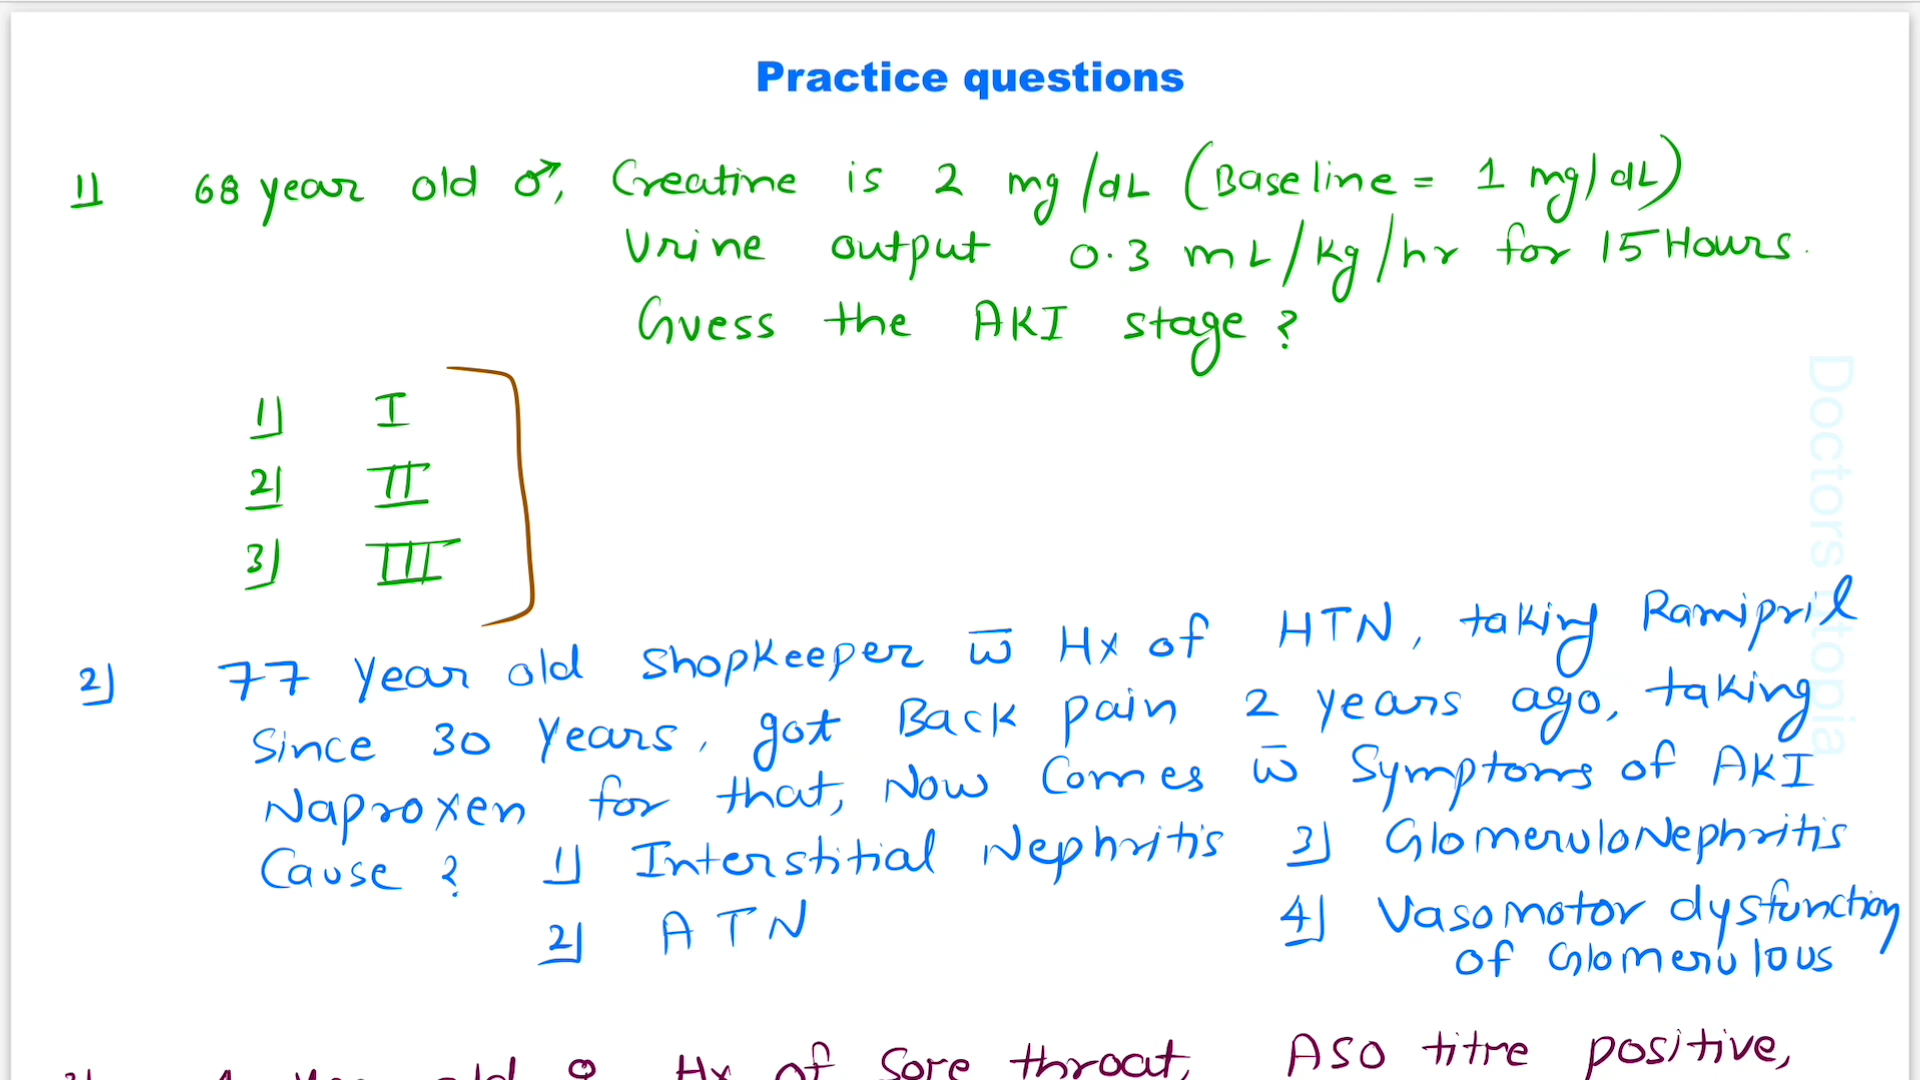 Practice questions
1) 68 year old ♂, Creatine is 2 mg/dL (Baseline = 1 mg/dL)
Urine output 0.3 mL/kg/hr for 15 Hours.
Guess the AKI stage ?
1) I
2) II
3) III
Doctors utopia
2) 77 Year old Shopkeeper w̅ Hx of HTN, taking Ramipril
Since 30 Years, got Back pain 2 years ago, taking
Naproxen for that, Now Comes w̅ Symptoms of AKI
Cause ? 1) Interstitial Nephritis 3) GlomeruloNephritis
2) ATN 4) Vasomotor dysfunction
of Glomerulous
old ♀ Hx of Sore throat, ASO titre positive,